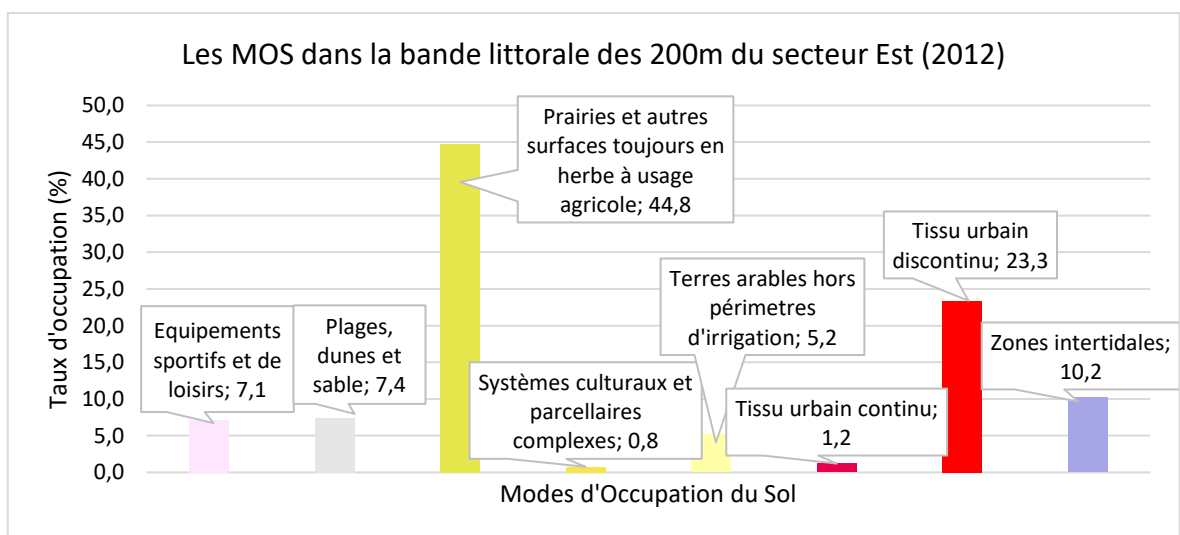 Les MOS dans la bande littorale des 200m du secteur Est (2012)
Taux d'occupation (%)
50,0
45,0
40,0
35,0
30,0
25,0
20,0
15,0
10,0
5,0
0,0
Equipements
sportifs et de
loisirs; 7,1
Plages,
dunes et
sable; 7,4
Prairies et autres
surfaces toujours en
herbe à usage
agricole; 44,8
Systèmes culturaux et
parcellaires
complexes; 0,8
Terres arables hors
périmetres
d'irrigation; 5,2
Tissu urbain continu;
1,2
Tissu urbain
discontinu; 23,3
Zones intertidales;
10,2
Modes d'Occupation du Sol